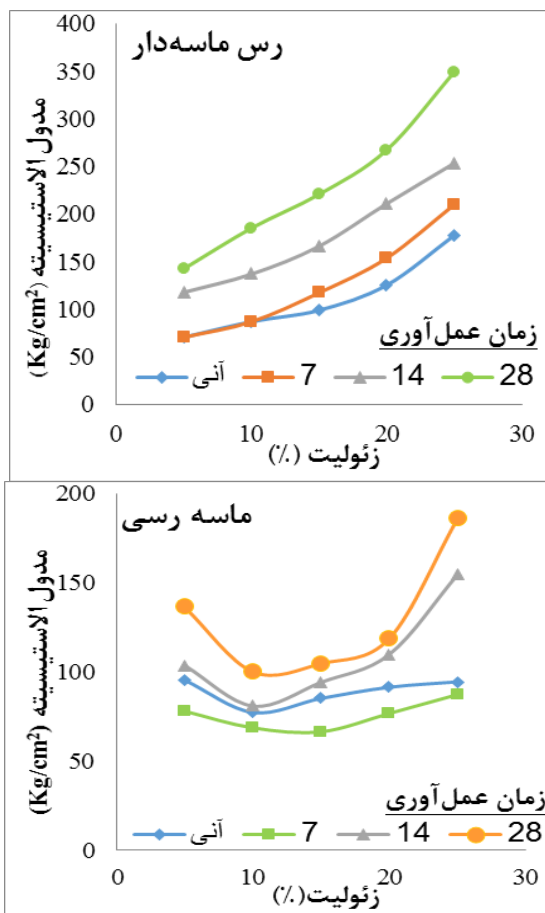 رس ماسه‌دار
400
350
300
250
200
150
100
50
0
مدول الاستیسیته (Kg/cm²)
زمان عمل‌آوری
آنی 7 14 28
0 10 20 30
زئولیت (٪)
ماسه رسی
200
150
100
50
0
مدول الاستیسیته (Kg/cm²)
زمان عمل‌آوری
آنی 7 14 28
0 10 20 30
زئولیت(٪)